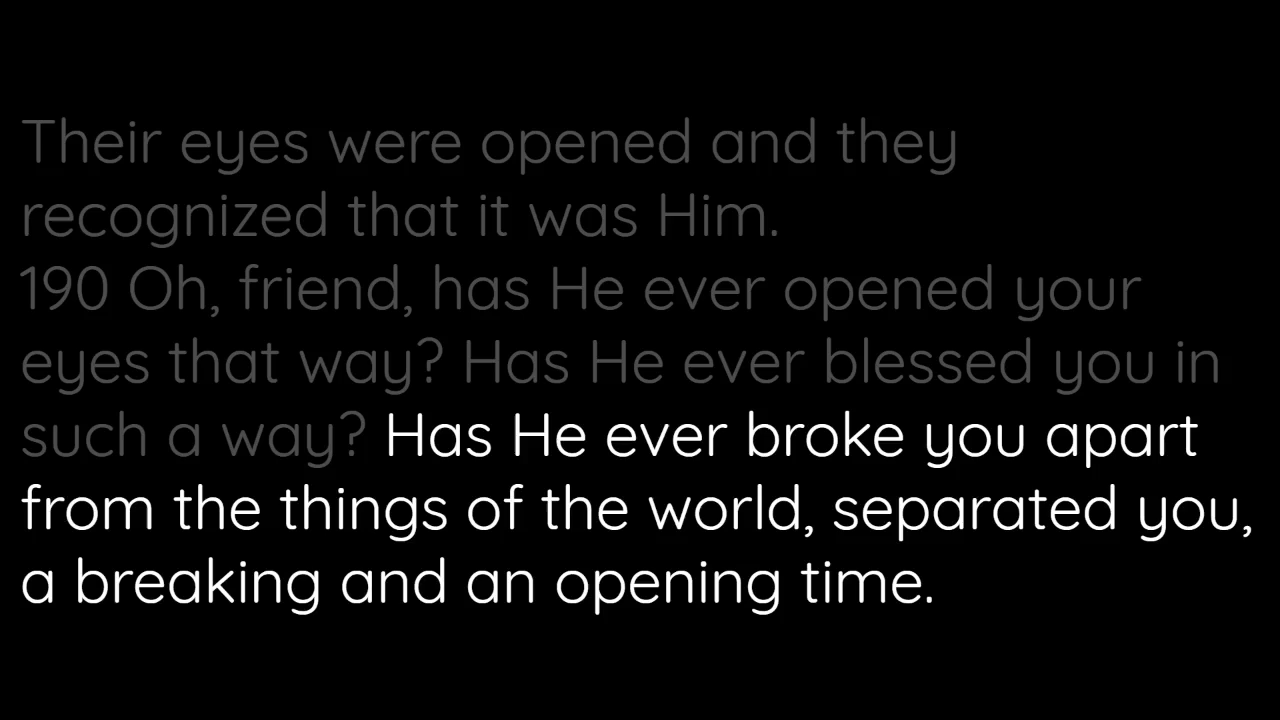 Their eyes were opened and they
recognized that it was Him.
190 Oh, friend, has He ever opened your
eyes that way? Has He ever blessed you in
such a way? Has He ever broke you apart
from the things of the world, separated you,
a breaking and an opening time.